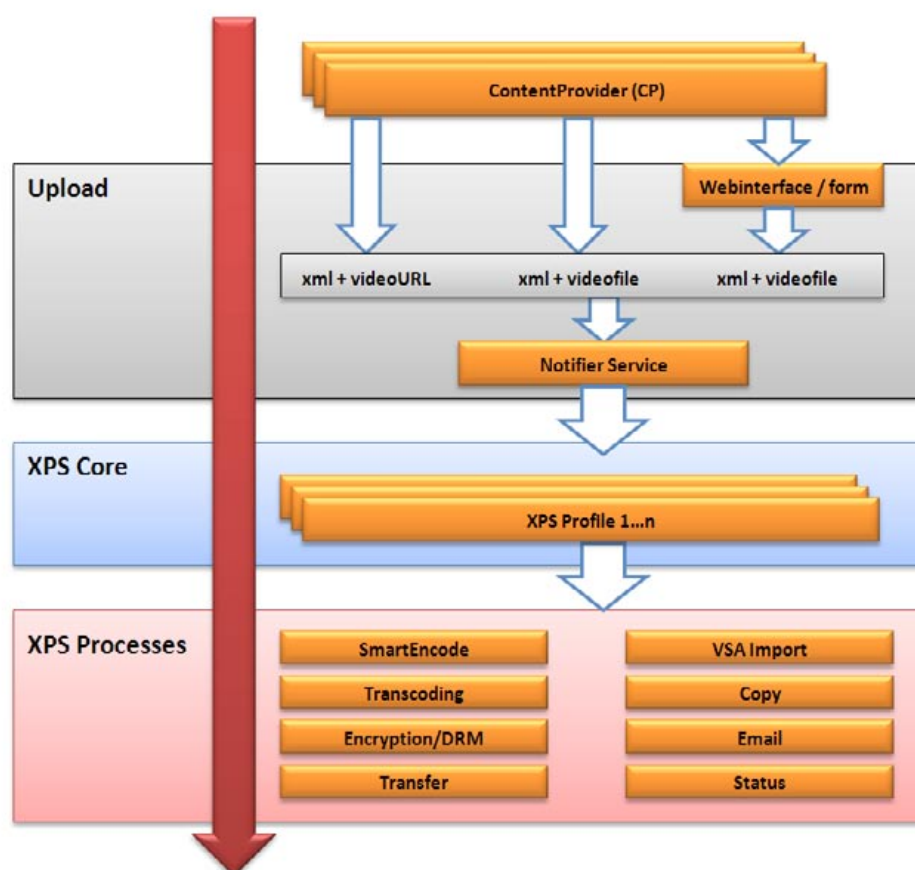 ContentProvider (CP)
Upload
Webinterface / form
xml + videoURL
xml + videofile
xml + videofile
Notifier Service
XPS Core
XPS Profile 1...n
XPS Processes
SmartEncode
VSA Import
Transcoding
Copy
Encryption/DRM
Email
Transfer
Status